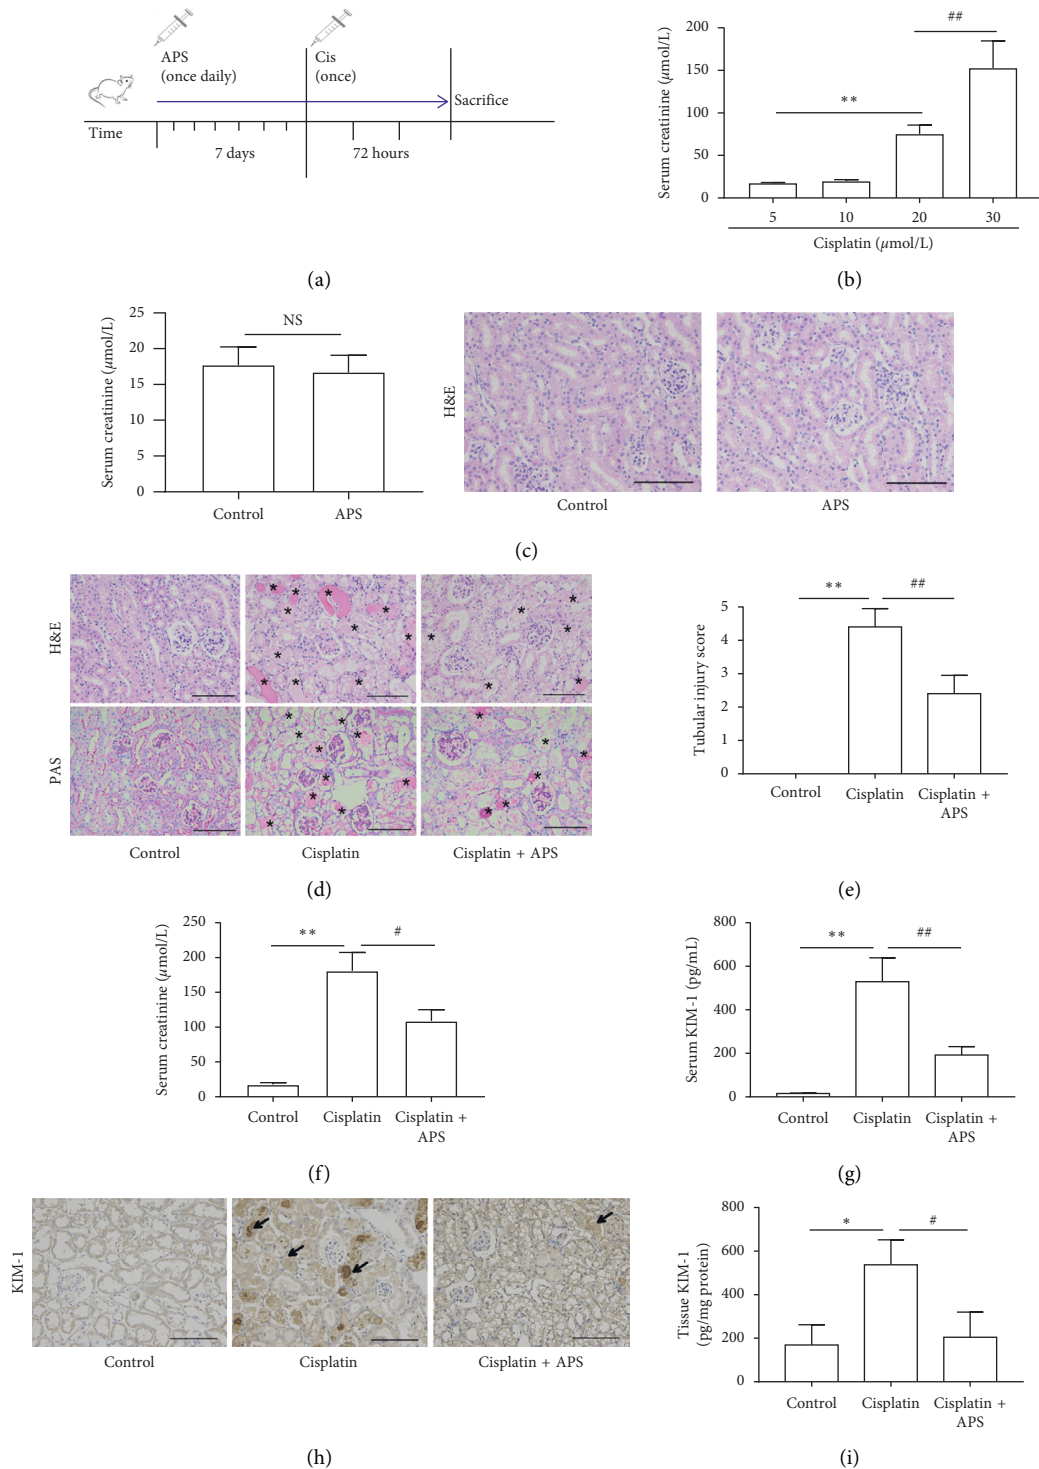 APS
(once daily)
Cis
(once)
Sacrifice
Time
7 days
72 hours
(a)
Serum creatinine (µmol/L)
200
150
100
50
0
**
##
5 10 20 30
Cisplatin (µmol/L)
(b)
Serum creatinine (µmol/L)
25
20
15
10
5
0
NS
Control APS
H&E
Control APS
(c)
H&E
* * * * * * * * * * * *
* * * * * *
PAS
* * * * * * * * * * *
* * * * * * *
Control Cisplatin Cisplatin + APS
(d)
Tubular injury score
5
4
3
2
1
0
**
##
Control Cisplatin Cisplatin +
APS
(e)
Serum creatinine (µmol/L)
250
200
150
100
50
0
**
#
Control Cisplatin Cisplatin +
APS
(f)
Serum KIM-1 (pg/mL)
800
600
400
200
0
**
##
Control Cisplatin Cisplatin +
APS
(g)
KIM-1
Control Cisplatin Cisplatin + APS
(h)
Tissue KIM-1
(pg/mg protein)
800
600
400
200
0
*
#
Control Cisplatin Cisplatin +
APS
(i)